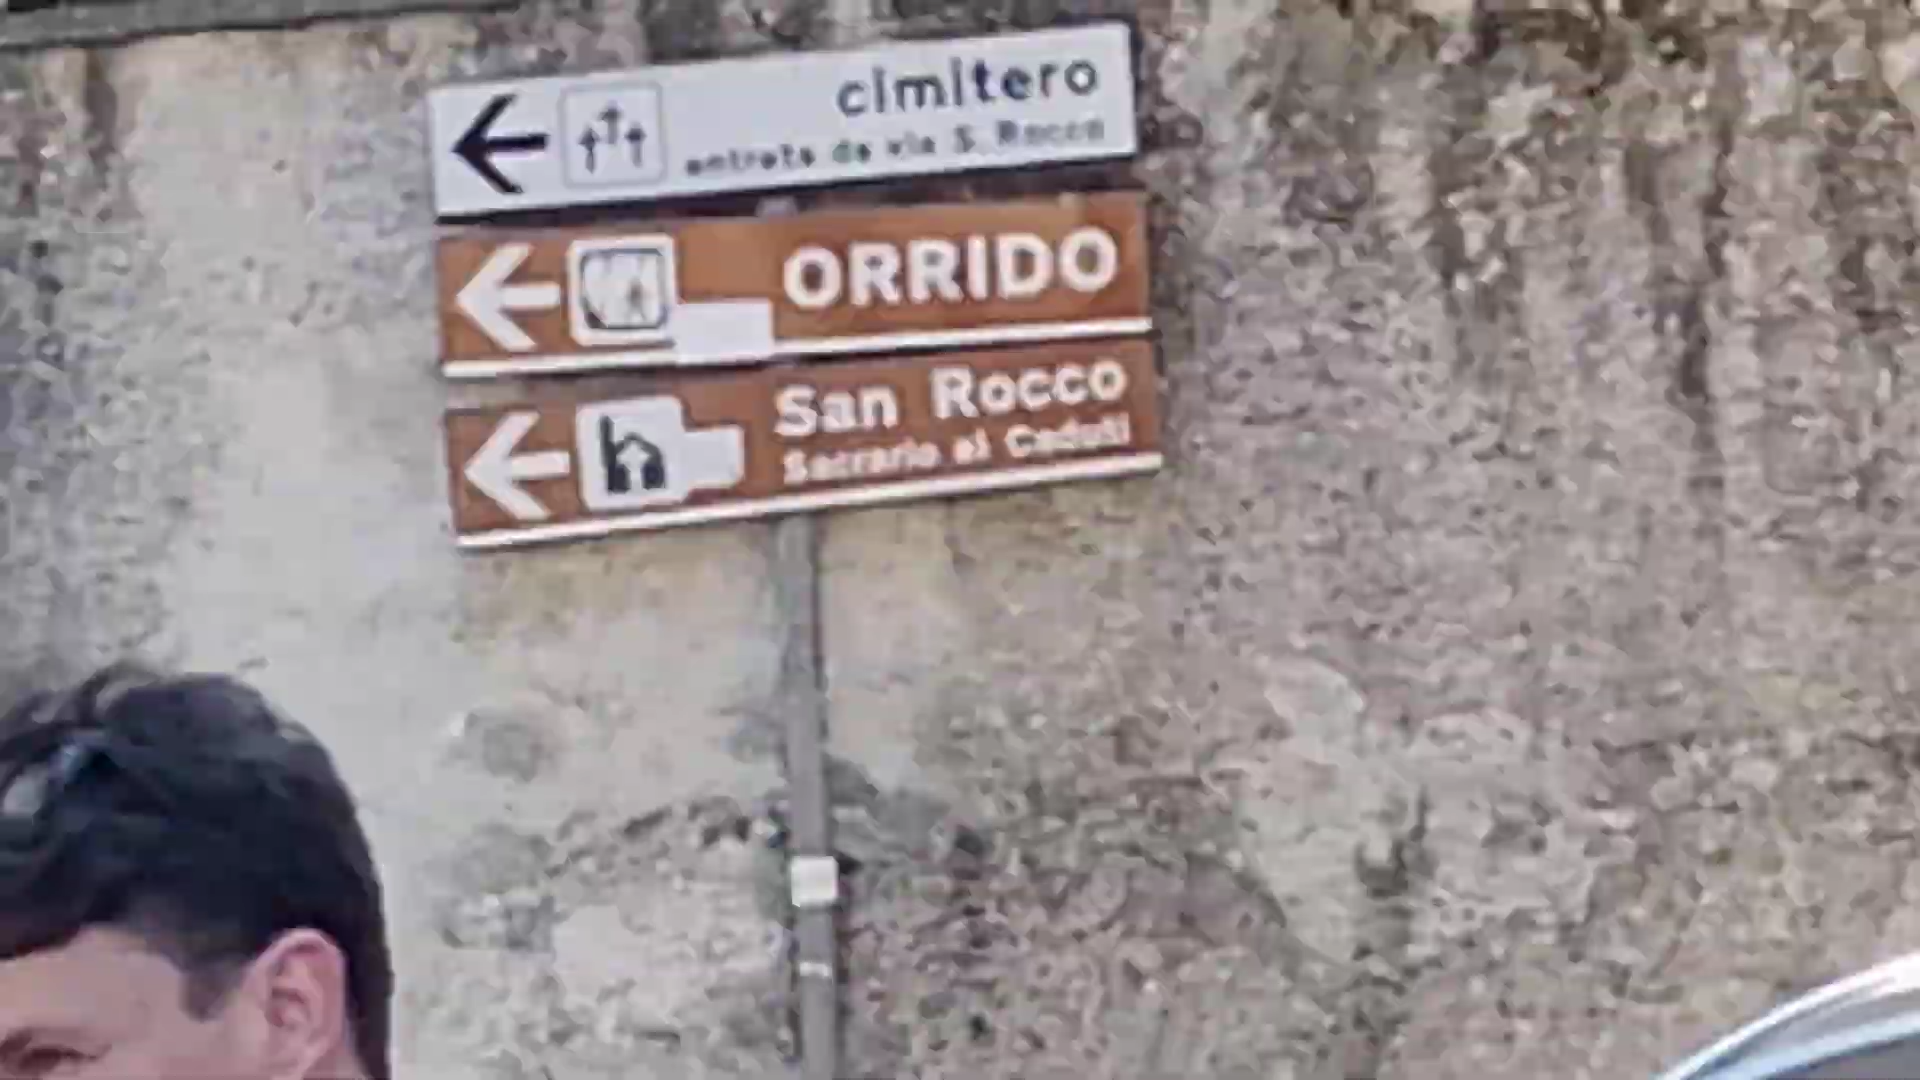 cimitero
entrata da via S. Rocco
ORRIDO
San Rocco
Sacrario ai Caduti